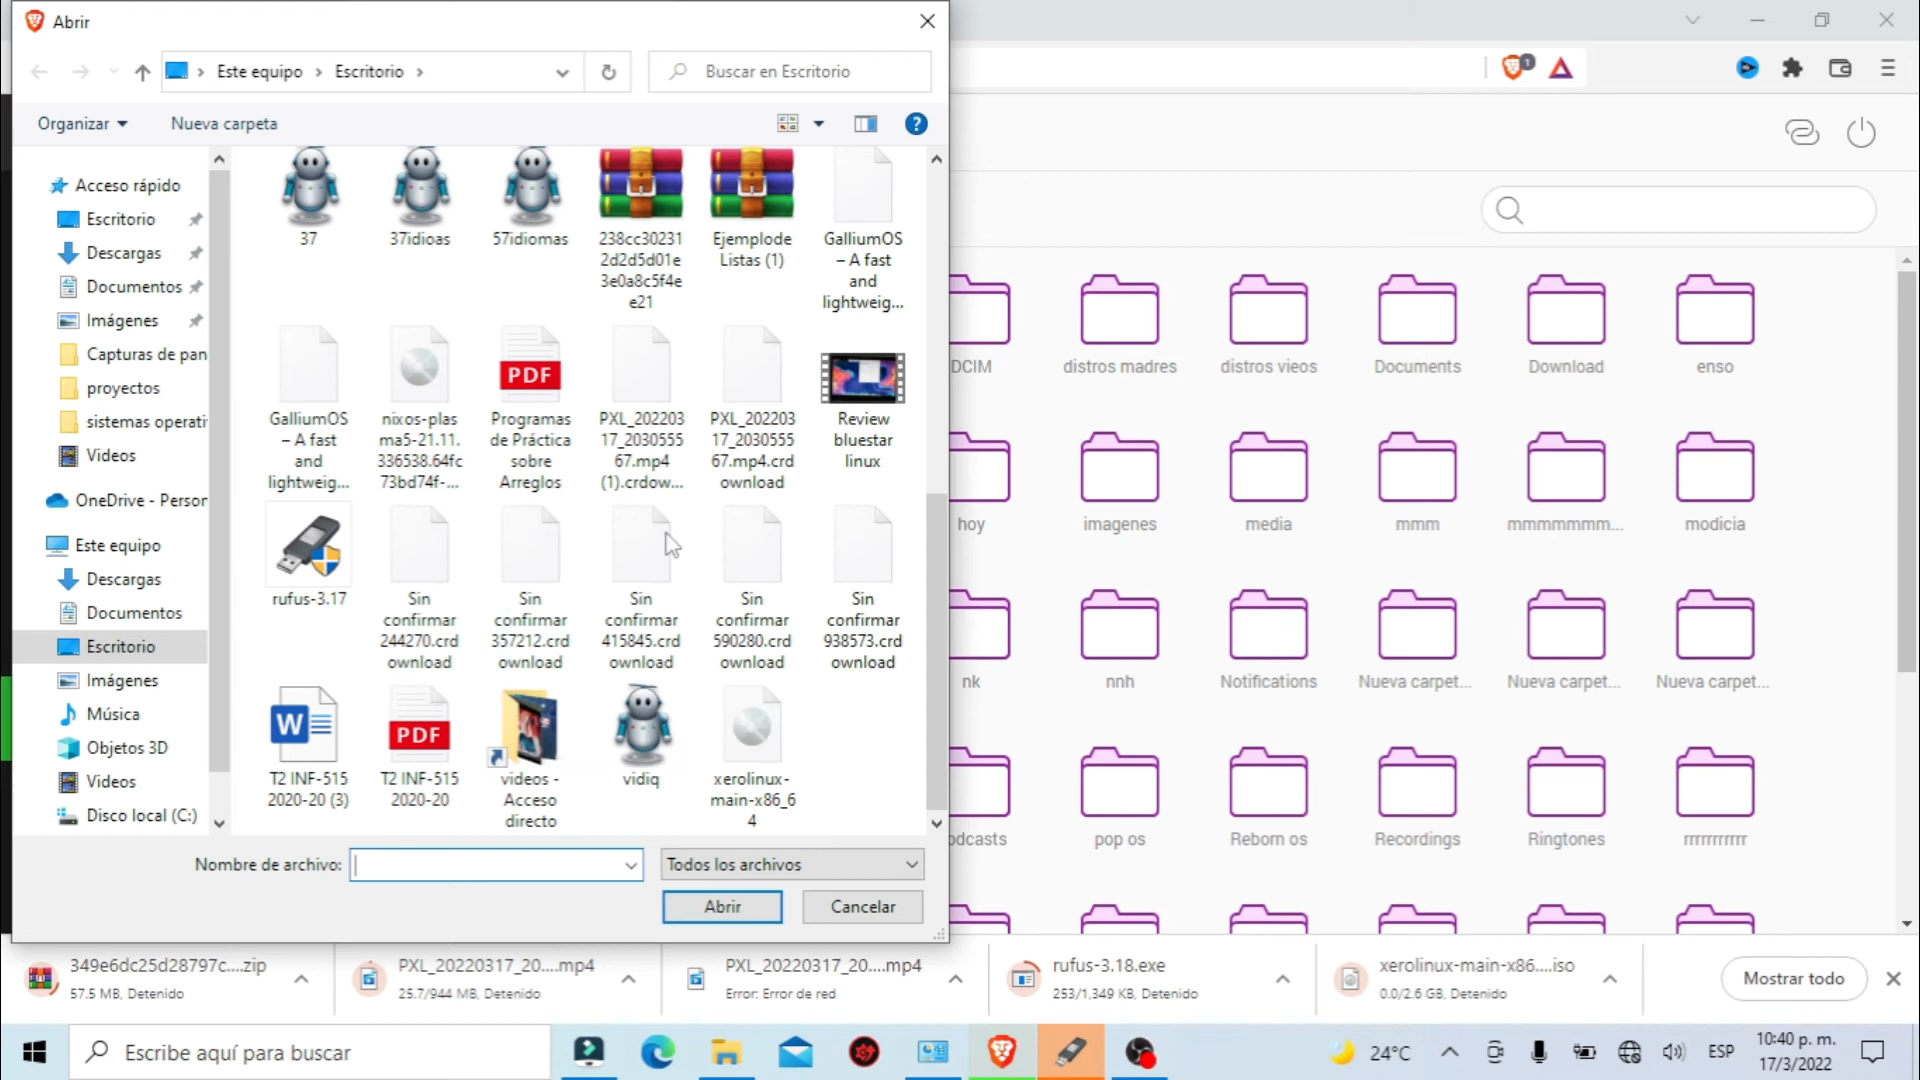 Abrir
Este equipo
Escritorio
Buscar en Escritorio
1
Organizar
Nueva carpeta
Acceso rápido
Escritorio
Descargas
Documentos
Imágenes
Capturas de pan
proyectos
sistemas operati
Videos
OneDrive - Person
Este equipo
Descargas
Documentos
Escritorio
Imágenes
Música
Objetos 3D
Videos
Disco local (C:)
37
37idioas
57idiomas
238cc30231
2d2d5d01e
3e0a8c5f4e
e21
Ejemplode
Listas (1)
GalliumOS
– A fast
and
lightweig...
GalliumOS
– A fast
and
lightweig...
nixos-plas
ma5-21.11.
336538.64fc
73bd74f-...
PDF
Programas
de Práctica
sobre
Arreglos
PXL_202203
17_2030555
67.mp4
(1).crdow...
PXL_202203
17_2030555
67.mp4.crd
ownload
Review
bluestar
linux
rufus-3.17
Sin
confirmar
244270.crd
ownload
Sin
confirmar
357212.crd
ownload
Sin
confirmar
415845.crd
ownload
Sin
confirmar
590280.crd
ownload
Sin
confirmar
938573.crd
ownload
W
T2 INF-515
2020-20 (3)
PDF
T2 INF-515
2020-20
videos -
Acceso
directo
vidiq
xerolinux-
main-x86_6
4
Nombre de archivo:
Todos los archivos
Abrir
Cancelar
DCIM
distros madres
distros vieos
Documents
Download
enso
hoy
imagenes
media
mmm
mmmmmmm...
modicia
nk
nnh
Notifications
Nueva carpet...
Nueva carpet...
Nueva carpet...
odcasts
pop os
Reborn os
Recordings
Ringtones
rrrrrrrrrrr
349e6dc25d28797c....zip
57.5 MB, Detenido
PXL_20220317_20....mp4
25.7/944 MB, Detenido
PXL_20220317_20....mp4
Error: Error de red
rufus-3.18.exe
253/1,349 KB, Detenido
xerolinux-main-x86....iso
0.0/2.6 GB, Detenido
Mostrar todo
Escribe aquí para buscar
24°C
ESP
10:40 p. m.
17/3/2022